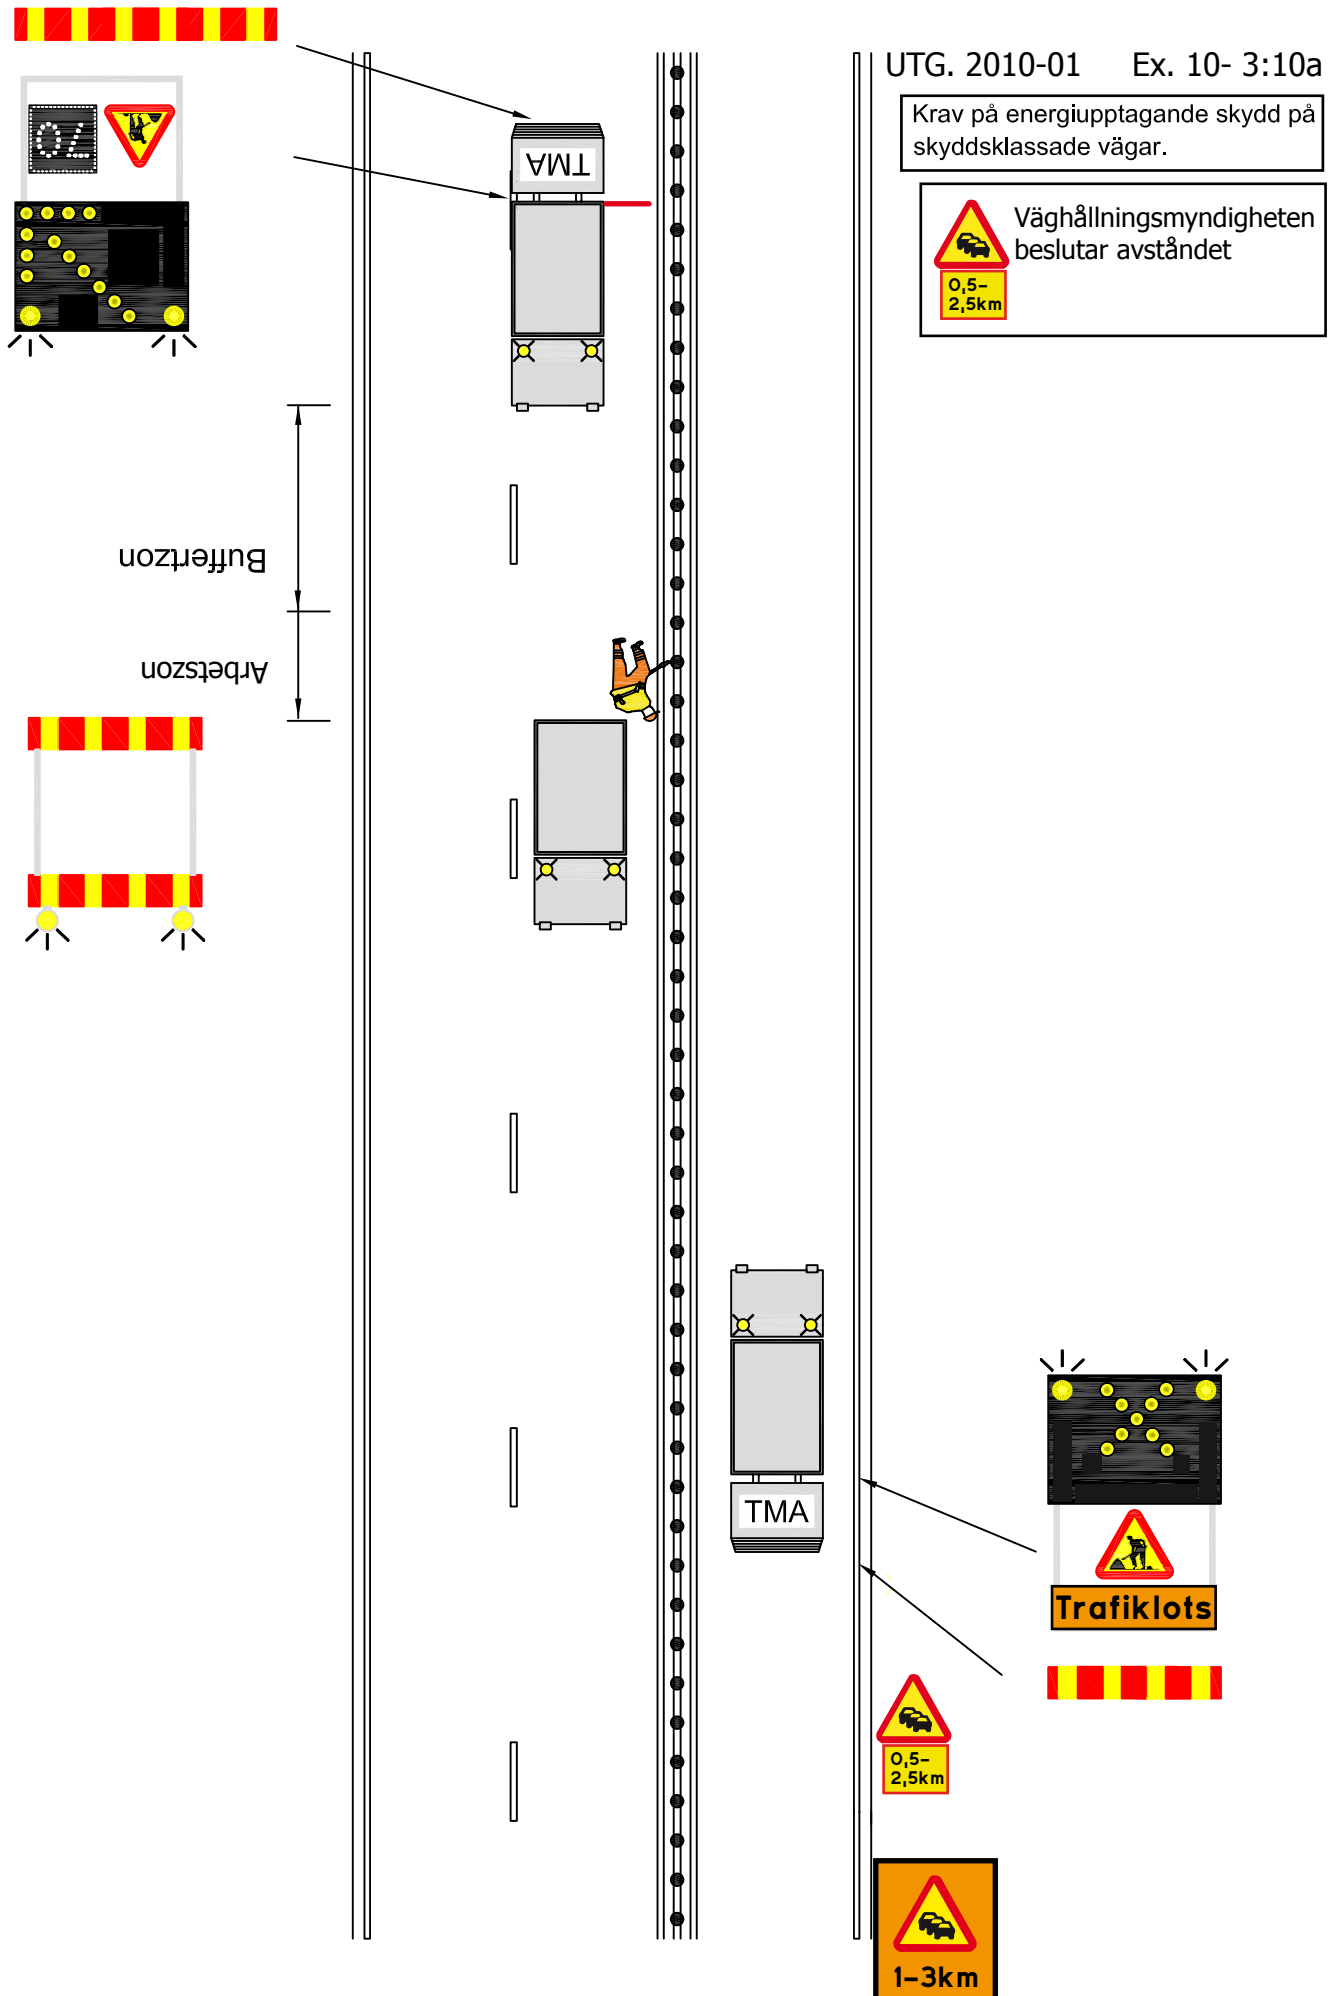 UTG. 2010-01 Ex. 10- 3:10a
Krav på energiupptagande skydd på
skyddsklassade vägar.
Väghållningsmyndigheten
beslutar avståndet
0,5-
2,5km
70
TMA
Buffertzon
Arbetszon
TMA
Trafiklots
0,5-
2,5km
1-3km